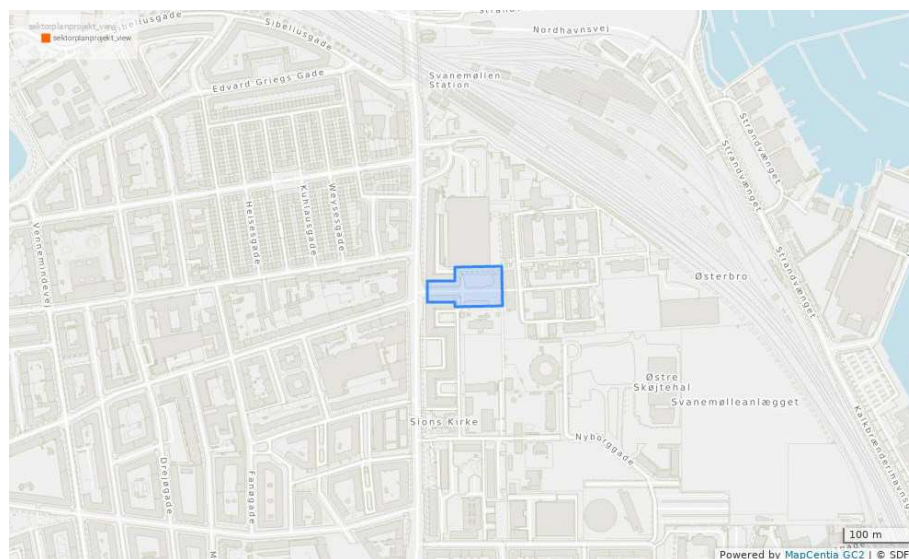 sektorplanprojekt_view
sektorplanprojekt_view
Sibeliusgade
Nordhavnsvej
Svanemøllen
Station
Edvard Griegs Gade
Strandvænget
Strandvænget
Heisesgade
Kuhlausgade
Weysesgade
Vennemindevej
Østerbro
Strandvænget
Østre
Skøjtehal
Svanemølleanlægget
Sions Kirke
Nyborggade
Drejøgade
Fanøgade
Kalkbrænderihavnsg
100 m
Powered by MapCentia GC2 | © SDF